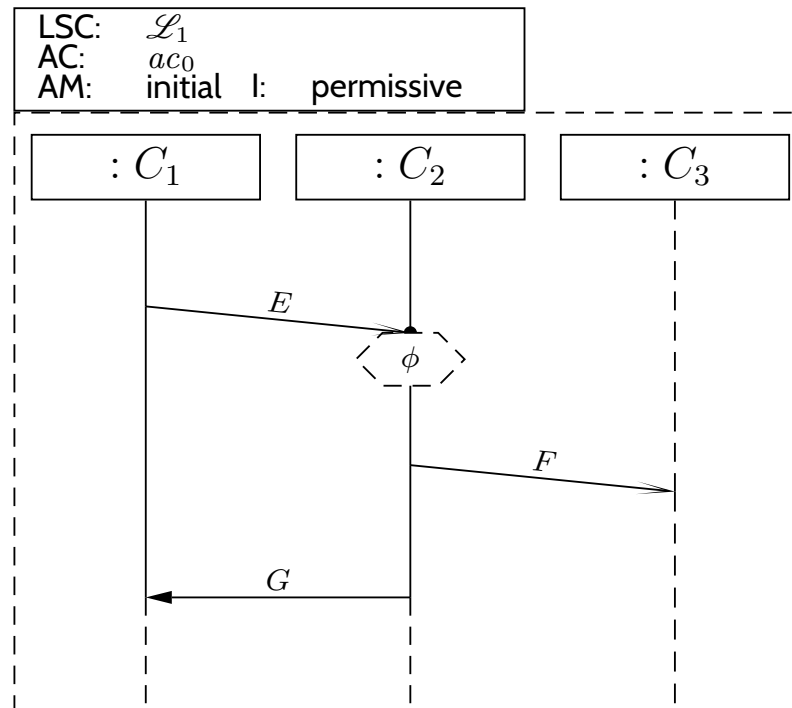 LSC: ℒ₁
AC: ac₀
AM: initial I: permissive
: C₁ : C₂ : C₃
E
ϕ
F
G